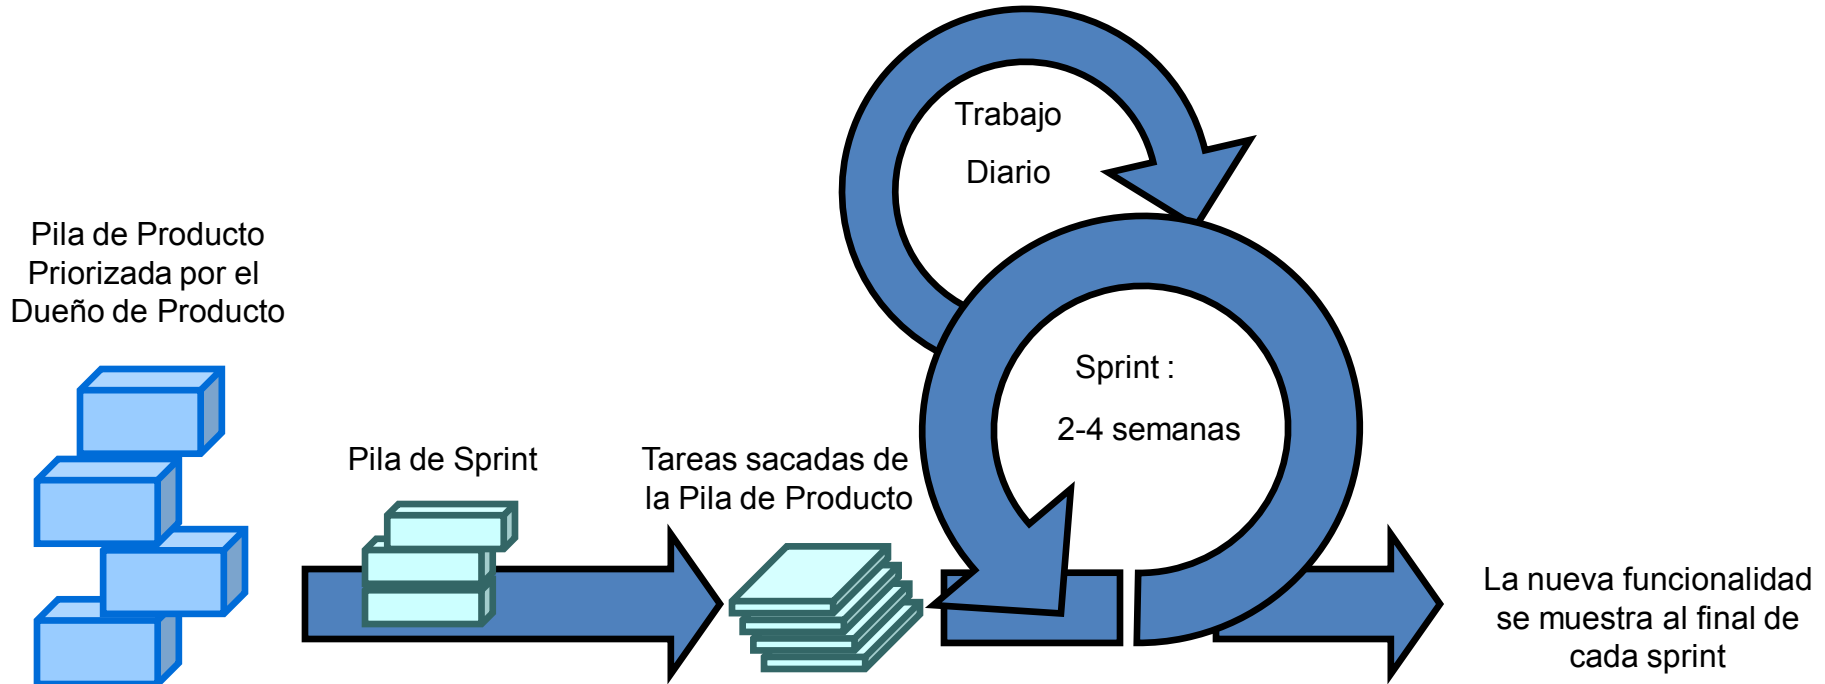 Pila de Producto
Priorizada por el
Dueño de Producto
Pila de Sprint
Tareas sacadas de
la Pila de Producto
Trabajo
Diario
Sprint :
2-4 semanas
La nueva funcionalidad
se muestra al final de
cada sprint